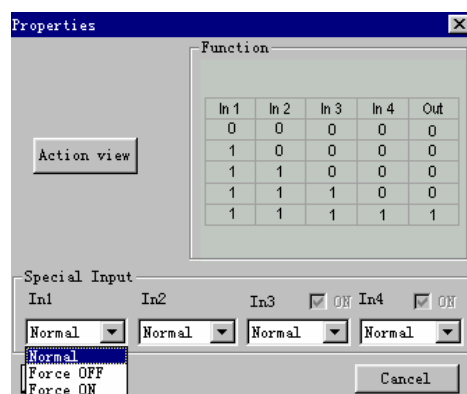 Properties
Function
In 1 In 2 In 3 In 4 Out
0 0 0 0 0
1 0 0 0 0
1 1 0 0 0
1 1 1 0 0
1 1 1 1 1
Action view
Special Input
In1 In2 In3 ON In4 ON
Normal Normal Normal Normal
Normal
Force OFF
Force ON
Cancel